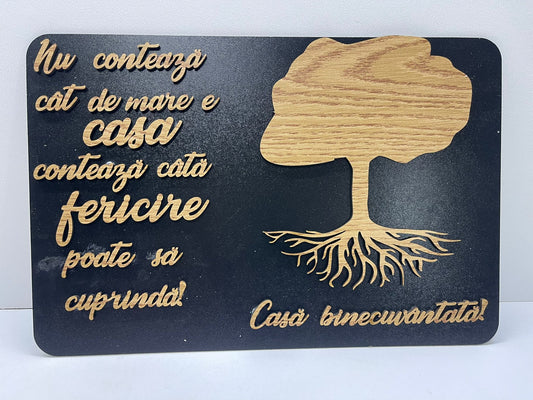 Nu contează
cât de mare e
casa
contează câtă
fericire
poate să
cuprindă!
Casă binecuvântată!